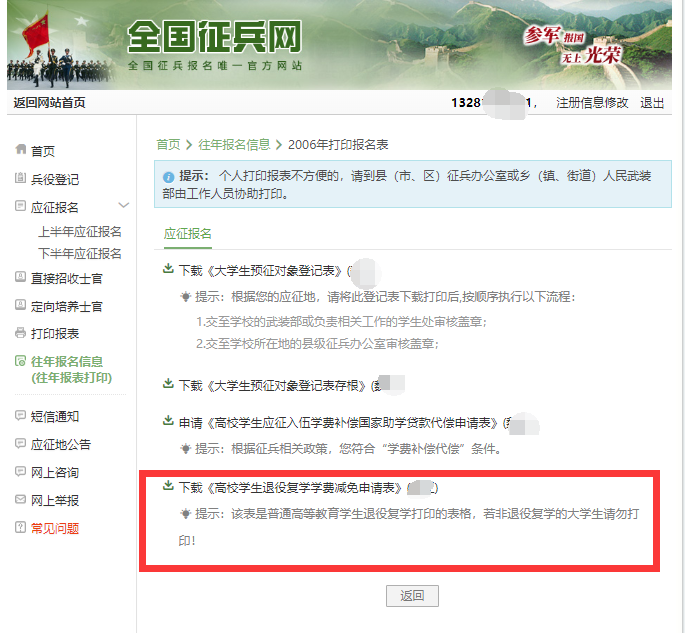 全国征兵网
全国征兵报名唯一官方网站
参军报国
无上光荣
返回网站首页
1328 1, 注册信息修改 退出
首页
兵役登记
应征报名
上半年应征报名
下半年应征报名
直接招收士官
定向培养士官
打印报表
往年报名信息
(往年报表打印)
短信通知
应征地公告
网上咨询
网上举报
常见问题
首页 > 往年报名信息 > 2006年打印报名表
提示: 个人打印报表不方便的，请到县（市、区）征兵办公室或乡（镇、街道）人民武装
部由工作人员协助打印。
应征报名
下载《大学生预征对象登记表》(
提示: 根据您的应征地，请将此登记表下载打印后,按顺序执行以下流程:
1.交至学校的武装部或负责相关工作的学生处审核盖章;
2.交至学校所在地的县级征兵办公室审核盖章;
下载《大学生预征对象登记表存根》(
申请《高校学生应征入伍学费补偿国家助学贷款代偿申请表》(
提示: 根据征兵相关政策，您符合“学费补偿代偿”条件。
下载《高校学生退役复学学费减免申请表》( )
提示: 该表是普通高等教育学生退役复学打印的表格，若非退役复学的大学生请勿打
印!
返回